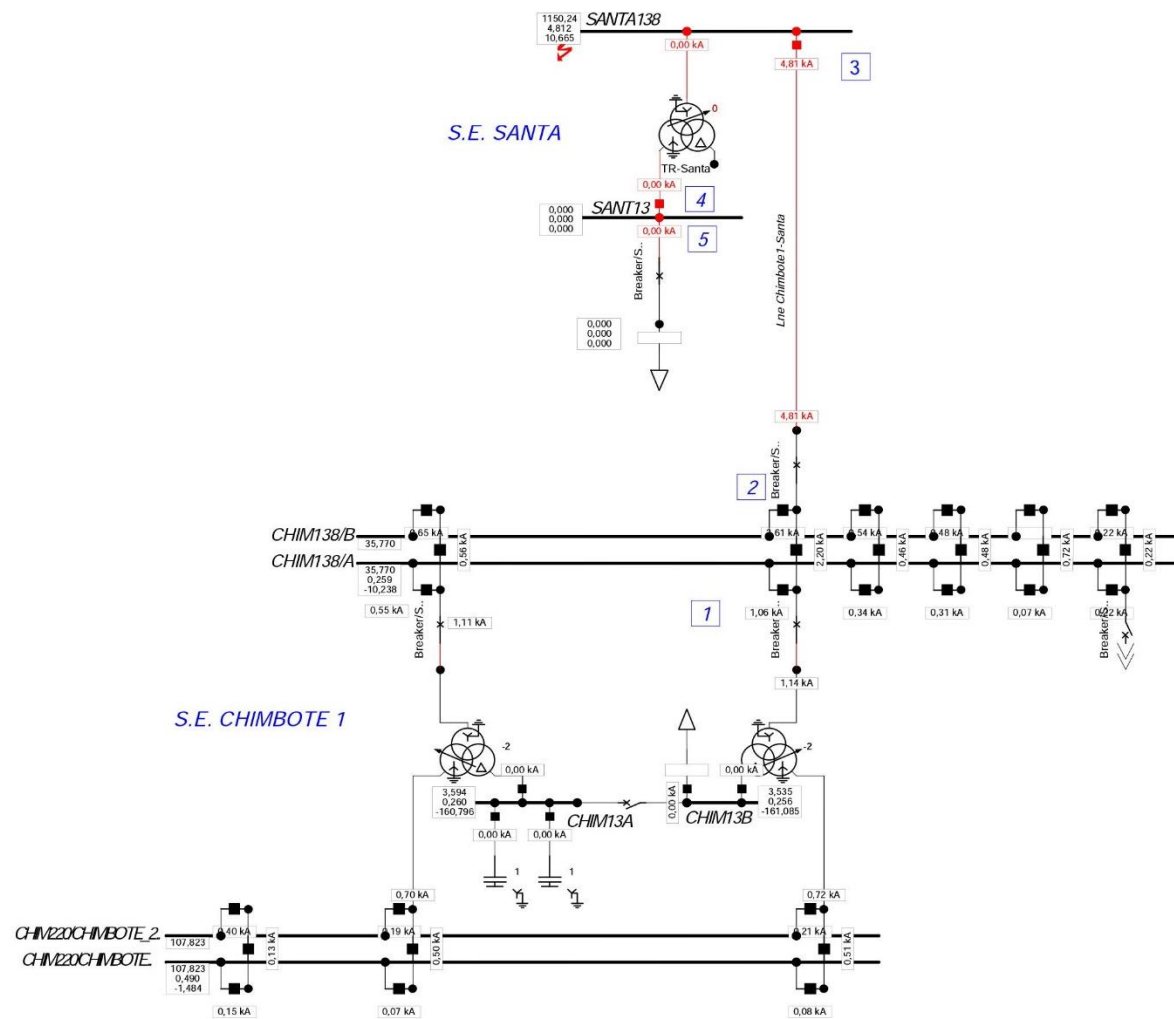 SANTA138
1150,24
4,812
10,665
0,00 kA
4,81 kA
3
S.E. SANTA
0
TR-Santa
0,00 kA
4
SANT13
0,000
0,000
0,000
0,00 kA
5
Breaker/S..
Lne Chimbote1-Santa
0,000
0,000
0,000
4,81 kA
Breaker/S..
2
CHIM138/B
35,770
0,56 kA
2,20 kA
0,46 kA
0,48 kA
0,72 kA
0,22 kA
0,54 kA
0,48 kA
0,22 kA
CHIM138/A
35,770
0,259
-10,238
0,55 kA
Breaker/S..
1,11 kA
1
1,06 kA
Breaker/S..
0,34 kA
0,31 kA
0,07 kA
Breaker/S..
1,14 kA
S.E. CHIMBOTE 1
-2
-2
0,00 kA
0,00 kA
3,594
0,260
-160,796
CHIM13A
0,00 kA
CHIM13B
3,535
0,256
-161,085
0,00 kA
0,00 kA
1
1
0,70 kA
0,72 kA
CHIM220/CHIMBOTE_2..
107,823
0,40 kA
0,13 kA
0,19 kA
0,50 kA
0,21 kA
0,51 kA
CHIM220/CHIMBOTE..
107,823
0,490
-1,484
0,15 kA
0,07 kA
0,08 kA